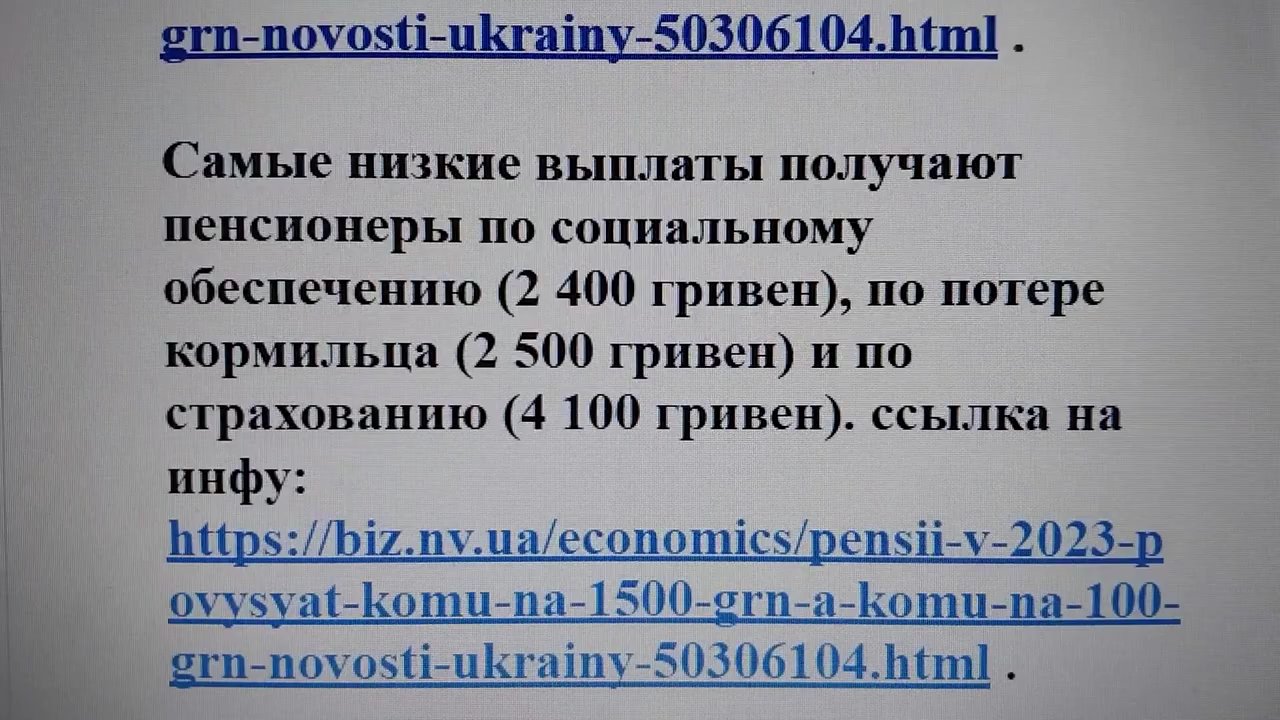 grn-novosti-ukrainy-50306104.html .
Самые низкие выплаты получают
пенсионеры по социальному
обеспечению (2 400 гривен), по потере
кормильца (2 500 гривен) и по
страхованию (4 100 гривен). ссылка на
инфу:
https://biz.nv.ua/economics/pensii-v-2023-p
ovysyat-komu-na-1500-grn-a-komu-na-100-
grn-novosti-ukrainy-50306104.html .